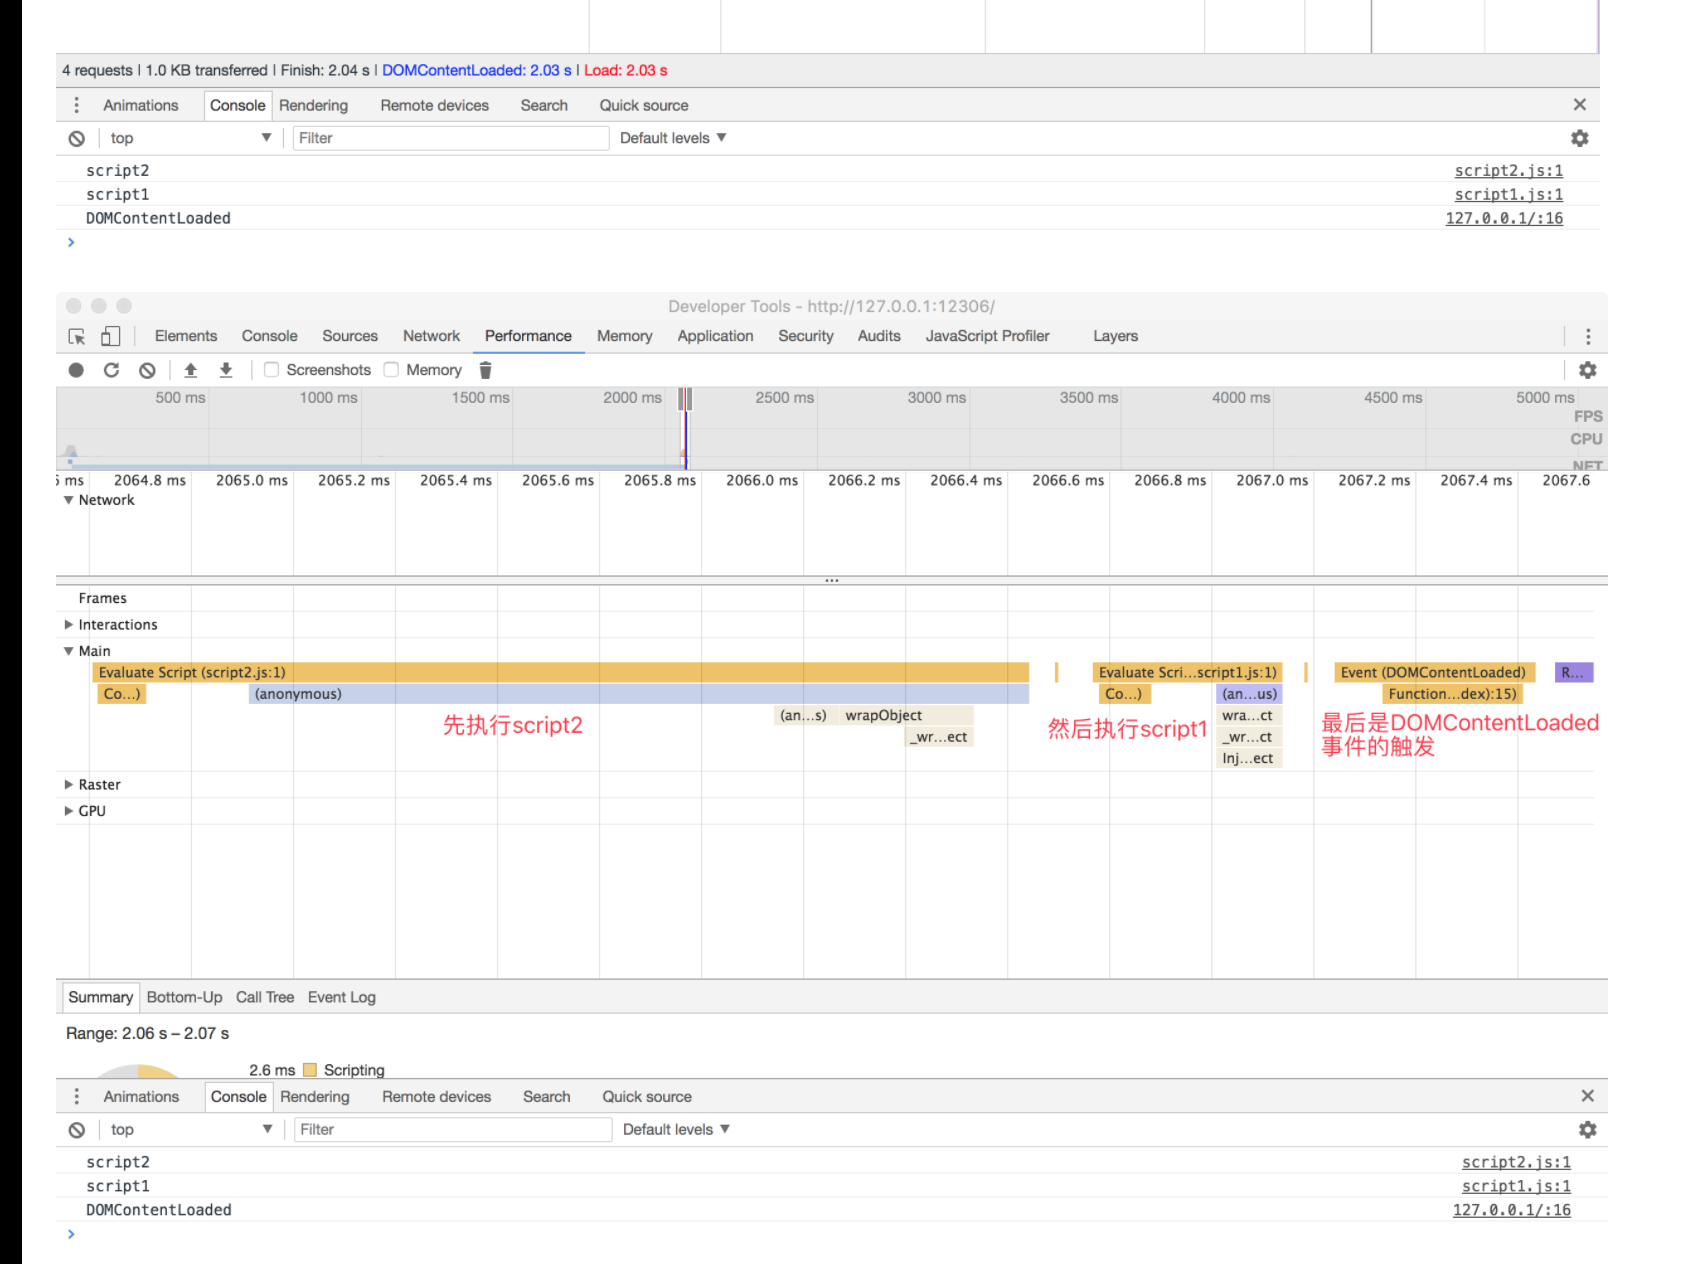 4 requests | 1.0 KB transferred | Finish: 2.04 s | DOMContentLoaded: 2.03 s | Load: 2.03 s
Animations Console Rendering Remote devices Search Quick source
top Filter Default levels
script2 script2.js:1
script1 script1.js:1
DOMContentLoaded 127.0.0.1/:16
Developer Tools - http://127.0.0.1:12306/
Elements Console Sources Network Performance Memory Application Security Audits JavaScript Profiler Layers
Screenshots Memory
500 ms 1000 ms 1500 ms 2000 ms 2500 ms 3000 ms 3500 ms 4000 ms 4500 ms 5000 ms
FPS
CPU
NET
ms 2064.8 ms 2065.0 ms 2065.2 ms 2065.4 ms 2065.6 ms 2065.8 ms 2066.0 ms 2066.2 ms 2066.4 ms 2066.6 ms 2066.8 ms 2067.0 ms 2067.2 ms 2067.4 ms 2067.6
Network
...
Frames
Interactions
Main
Evaluate Script (script2.js:1) Evaluate Scri...script1.js:1) Event (DOMContentLoaded) R...
Co...) (anonymous) Co...) (an...us) Function...dex):15)
(an...s) wrapObject wra...ct
_wr...ect _wr...ct
Inj...ect
先执行script2
然后执行script1
最后是DOMContentLoaded
事件的触发
Raster
GPU
Summary Bottom-Up Call Tree Event Log
Range: 2.06 s – 2.07 s
2.6 ms Scripting
Animations Console Rendering Remote devices Search Quick source
top Filter Default levels
script2 script2.js:1
script1 script1.js:1
DOMContentLoaded 127.0.0.1/:16